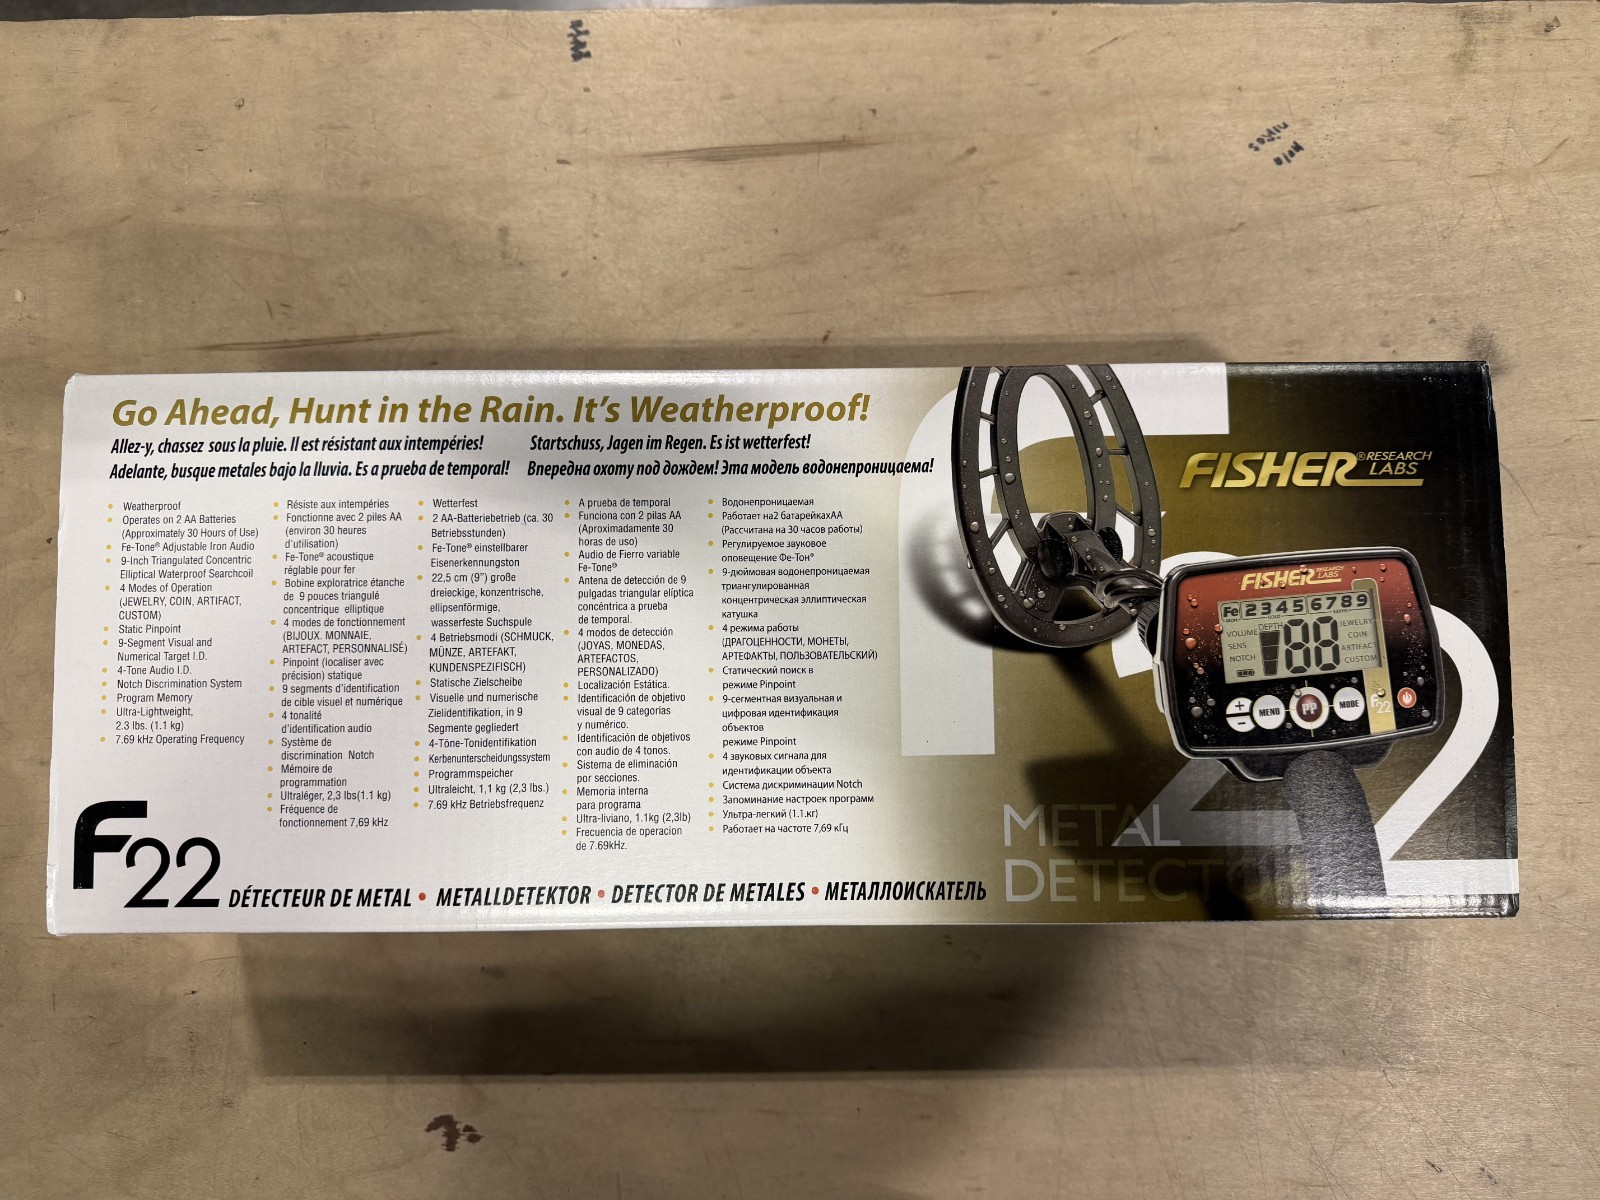 Go Ahead, Hunt in the Rain. It's Weatherproof!
Allez-y, chassez sous la pluie. Il est résistant aux intempéries!
Startschuss, Jagen im Regen. Es ist wetterfest!
Adelante, busque metales bajo la lluvia. Es a prueba de temporal!
Впередна охоту под дождем! Эта модель водонепроницаема!
• Weatherproof
• Operates on 2 AA Batteries
(Approximately 30 Hours of Use)
• Fe-Tone® Adjustable Iron Audio
• 9-Inch Triangulated Concentric
Elliptical Waterproof Searchcoil
• 4 Modes of Operation
(JEWELRY, COIN, ARTIFACT,
CUSTOM)
• Static Pinpoint
• 9-Segment Visual and
Numerical Target I.D.
• 4-Tone Audio I.D.
• Notch Discrimination System
• Program Memory
• Ultra-Lightweight,
2.3 lbs. (1.1 kg)
• 7.69 kHz Operating Frequency
• Résiste aux intempéries
• Fonctionne avec 2 piles AA
(environ 30 heures
d'utilisation)
• Fe-Tone® acoustique
réglable pour fer
• Bobine exploratrice étanche
de 9 pouces triangulé
concentrique elliptique
• 4 modes de fonctionnement
(BIJOUX. MONNAIE,
ARTEFACT, PERSONNALISÉ)
• Pinpoint (localiser avec
précision) statique
• 9 segments d'identification
de cible visuel et numérique
• 4 tonalité
d'identification audio
• Système de
discrimination Notch
• Mémoire de
programmation
• Ultraléger, 2,3 lbs(1.1 kg)
• Fréquence de
fonctionnement 7,69 kHz
• Wetterfest
• 2 AA-Batteriebetrieb (ca. 30
Betriebsstunden)
• Fe-Tone® einstellbarer
Eisenerkennungston
• 22,5 cm (9") große
dreieckige, konzentrische,
ellipsenförmige,
wasserfeste Suchspule
• 4 Betriebsmodi (SCHMUCK,
MÜNZE, ARTEFAKT,
KUNDENSPEZIFISCH)
• Statische Zielscheibe
• Visuelle und numerische
Zielidentifikation, in 9
Segmente gegliedert
• 4-Töne-Tonidentifikation
• Kerbenunterscheidungssystem
• Programmspeicher
• Ultraleicht, 1,1 kg (2,3 lbs.)
• 7.69 kHz Betriebsfrequenz
• A prueba de temporal
• Funciona con 2 pilas AA
(Aproximadamente 30
horas de uso)
• Audio de Fierro variable
Fe-Tone®
• Antena de detección de 9
pulgadas triangular elíptica
concéntrica a prueba
de temporal.
• 4 modos de detección
(JOYAS, MONEDAS,
ARTEFACTOS,
PERSONALIZADO)
• Localización Estática.
• Identificación de objetivo
visual de 9 categorías
y numérico.
• Identificación de objetivos
con audio de 4 tonos.
• Sistema de eliminación
por secciones.
• Memoria interna
para programa
• Ultra-liviano, 1.1kg (2,3lb)
• Frecuencia de operacion
de 7.69kHz.
• Водонепроницаемая
• Работает на2 батарейкахАА
(Рассчитана на 30 часов работы)
• Регулируемое звуковое
оповещение Фе-Тон®
• 9-дюймовая водонепроницаемая
триангулированная
концентрическая эллиптическая
катушка
• 4 режима работы
(ДРАГОЦЕННОСТИ, МОНЕТЫ,
АРТЕФАКТЫ, ПОЛЬЗОВАТЕЛЬСКИЙ)
• Статический поиск в
режиме Pinpoint
• 9-сегментная визуальная и
цифровая идентификация
объектов
режиме Pinpoint
• 4 звуковых сигнала для
идентификации объекта
• Система дискриминации Notch
• Запоминание настроек программ
• Ультра-легкий (1.1.кг)
• Работает на частоте 7,69 кГц
F22
DÉTECTEUR DE METAL • METALLDETEKTOR • DETECTOR DE METALES • МЕТАЛЛОИСКАТЕЛЬ
FISHER® RESEARCH LABS
FISHER RESEARCH LABS
Fe 2 3 4 5 6 7 8 9
VOLUME DEPTH JEWELRY
SENS COIN
NOTCH ARTIFACT
CUSTOM
188
+ - MENU PP MODE F22
METAL
DETECTOR
F22